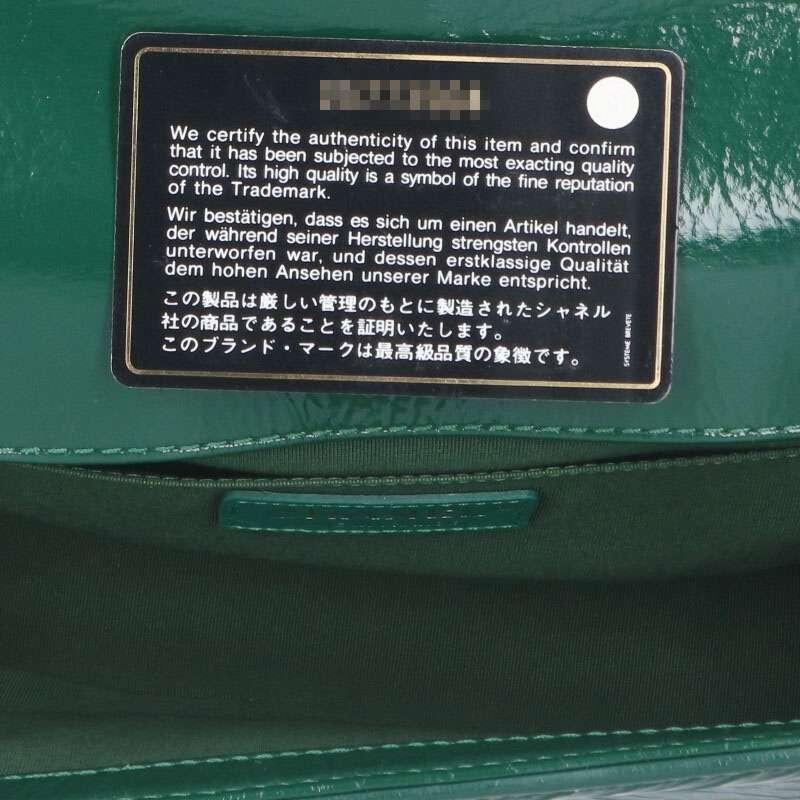 We certify the authenticity of this item and confirm
that it has been subjected to the most exacting quality
control. Its high quality is a symbol of the fine reputation
of the Trademark.
Wir bestätigen, dass es sich um einen Artikel handelt,
der während seiner Herstellung strengsten Kontrollen
unterworfen war, und dessen erstklassige Qualität
dem hohen Ansehen unserer Marke entspricht.
この製品は厳しい管理のもとに製造されたシャネル
社の商品であることを証明いたします。
このブランド・マークは最高級品質の象徴です。
SYSTEME BREVETE